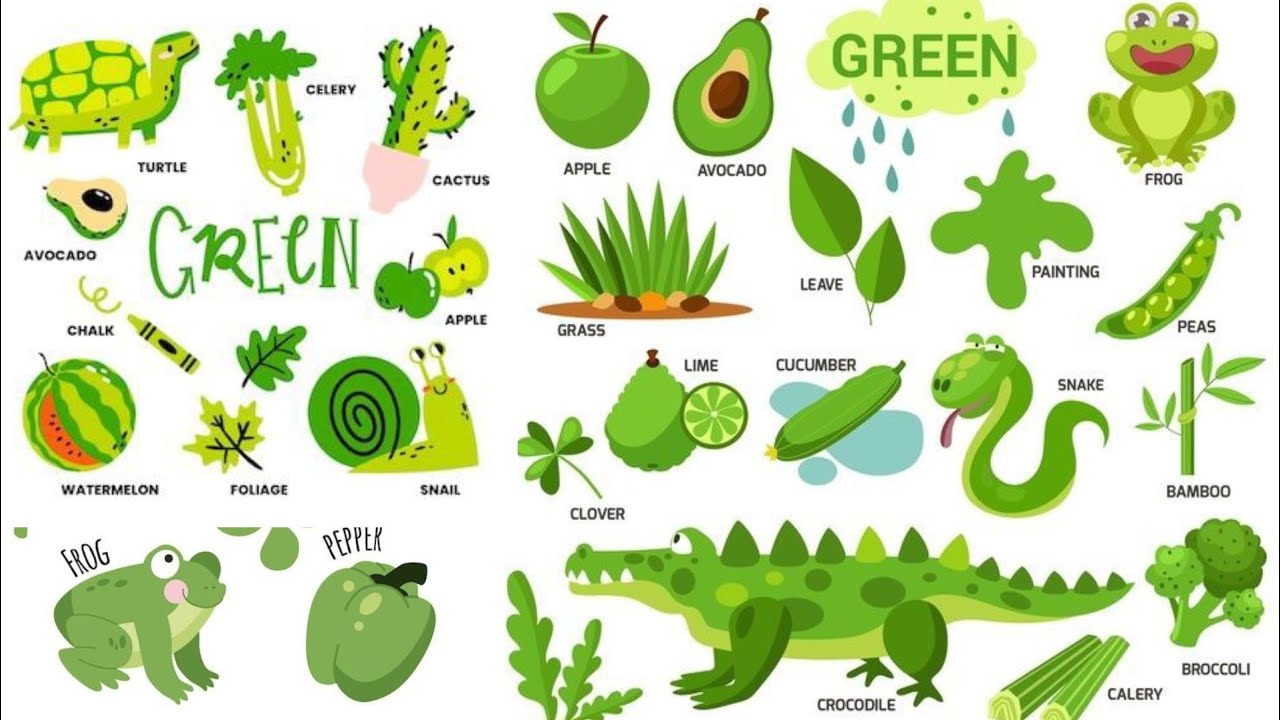 CELERY
TURTLE
CACTUS
AVOCADO
GREEN
CHALK
APPLE
WATERMELON
FOLIAGE
SNAIL
FROG
PEPPER
GREEN
APPLE
AVOCADO
FROG
LEAVE
PAINTING
GRASS
PEAS
LIME
CUCUMBER
SNAKE
CLOVER
BAMBOO
CROCODILE
CALERY
BROCCOLI